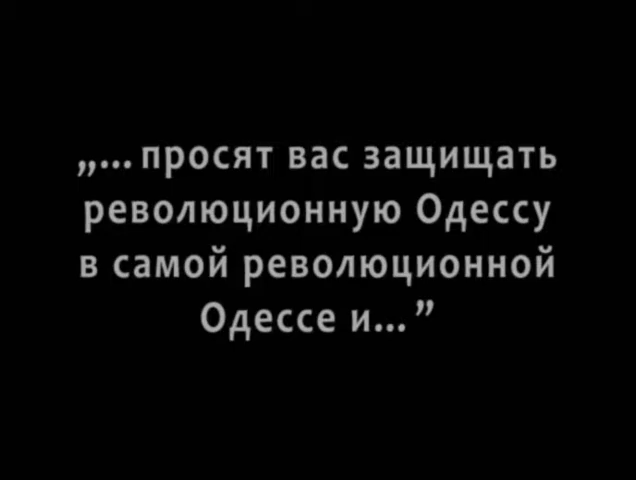 „... просят вас защищать
революционную Одессу
в самой революционной
Одессе и...”